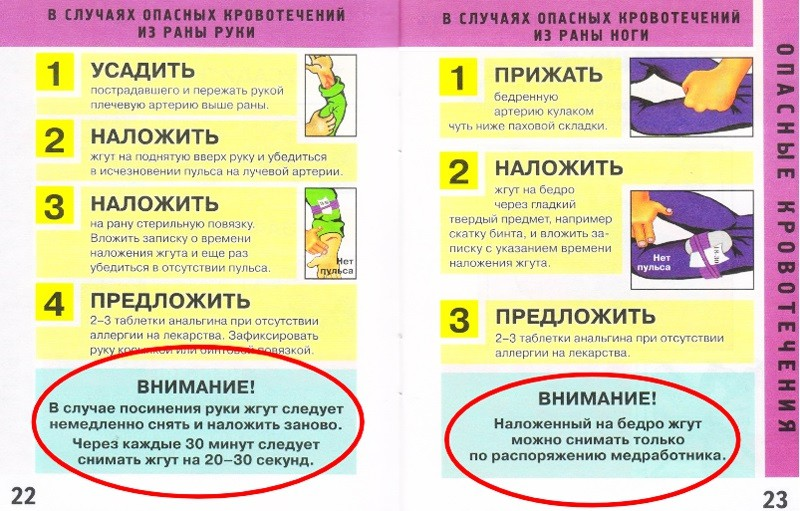 В СЛУЧАЯХ ОПАСНЫХ КРОВОТЕЧЕНИЙ
ИЗ РАНЫ РУКИ
1 УСАДИТЬ
пострадавшего и пережать рукой
плечевую артерию выше раны.
2 НАЛОЖИТЬ
жгут на поднятую вверх руку и убедиться
в исчезновении пульса на лучевой артерии.
3 НАЛОЖИТЬ
на рану стерильную повязку.
Вложить записку о времени
наложения жгута и еще раз
убедиться в отсутствии пульса.
Нет
пульса
4 ПРЕДЛОЖИТЬ
2–3 таблетки анальгина при отсутствии
аллергии на лекарства. Зафиксировать
руку косынкой или бинтовой повязкой.
ВНИМАНИЕ!
В случае посинения руки жгут следует
немедленно снять и наложить заново.
Через каждые 30 минут следует
снимать жгут на 20–30 секунд.
22
В СЛУЧАЯХ ОПАСНЫХ КРОВОТЕЧЕНИЙ
ИЗ РАНЫ НОГИ
1 ПРИЖАТЬ
бедренную
артерию кулаком
чуть ниже паховой складки.
2 НАЛОЖИТЬ
жгут на бедро
через гладкий
твердый предмет, например
скатку бинта, и вложить за-
писку с указанием времени
наложения жгута.
Нет
пульса
3 ПРЕДЛОЖИТЬ
2–3 таблетки анальгина при отсутствии
аллергии на лекарства.
ВНИМАНИЕ!
Наложенный на бедро жгут
можно снимать только
по распоряжению медработника.
23
ОПАСНЫЕ КРОВОТЕЧЕНИЯ